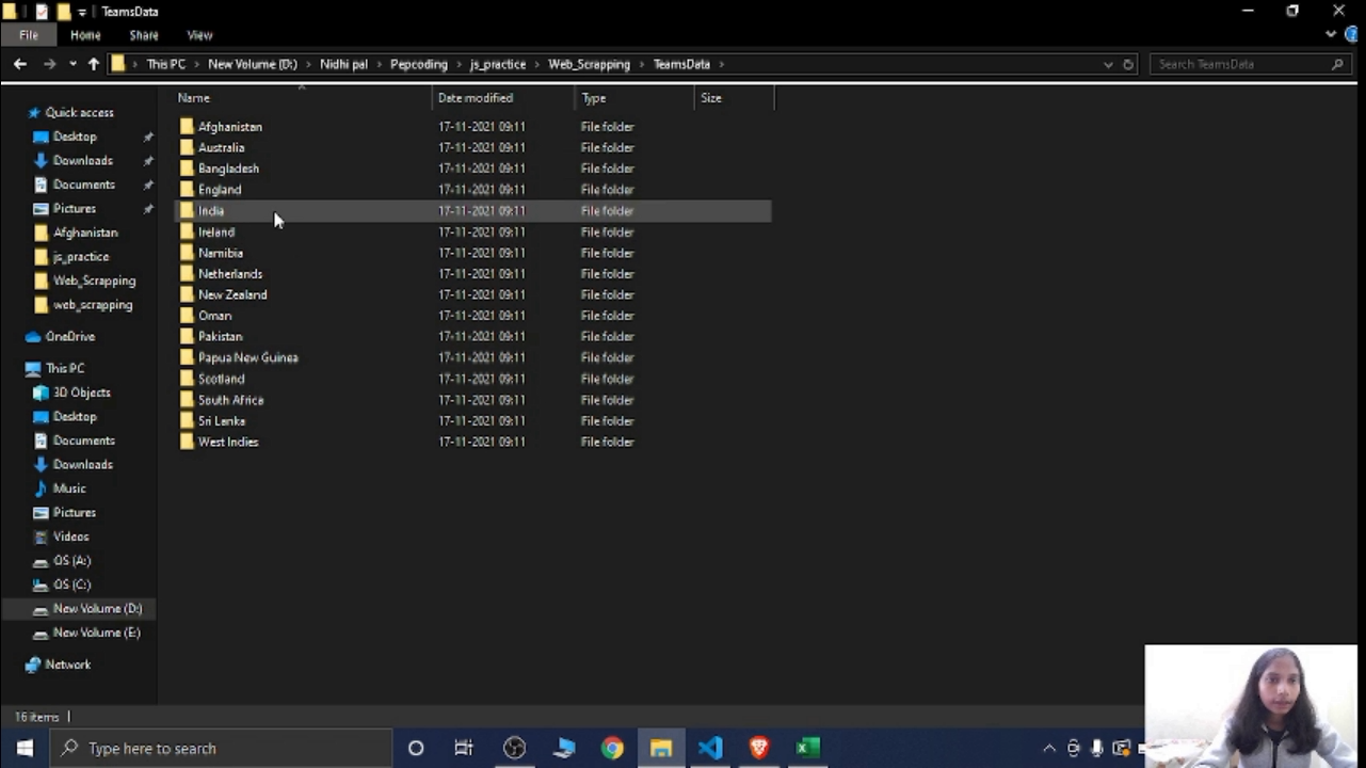 TeamsData
File Home Share View
This PC New Volume (D:) Nidhi pal Pepcoding js_practice Web_Scrapping TeamsData Search TeamsData
Name Date modified Type Size
Quick access
Desktop
Downloads
Documents
Pictures
Afghanistan
js_practice
Web_Scrapping
web_scrapping
OneDrive
This PC
3D Objects
Desktop
Documents
Downloads
Music
Pictures
Videos
OS (A:)
OS (C:)
New Volume (D:)
New Volume (E:)
Network
Afghanistan 17-11-2021 09:11 File folder
Australia 17-11-2021 09:11 File folder
Bangladesh 17-11-2021 09:11 File folder
England 17-11-2021 09:11 File folder
India 17-11-2021 09:11 File folder
Ireland 17-11-2021 09:11 File folder
Namibia 17-11-2021 09:11 File folder
Netherlands 17-11-2021 09:11 File folder
New Zealand 17-11-2021 09:11 File folder
Oman 17-11-2021 09:11 File folder
Pakistan 17-11-2021 09:11 File folder
Papua New Guinea 17-11-2021 09:11 File folder
Scotland 17-11-2021 09:11 File folder
South Africa 17-11-2021 09:11 File folder
Sri Lanka 17-11-2021 09:11 File folder
West Indies 17-11-2021 09:11 File folder
16 items
Type here to search